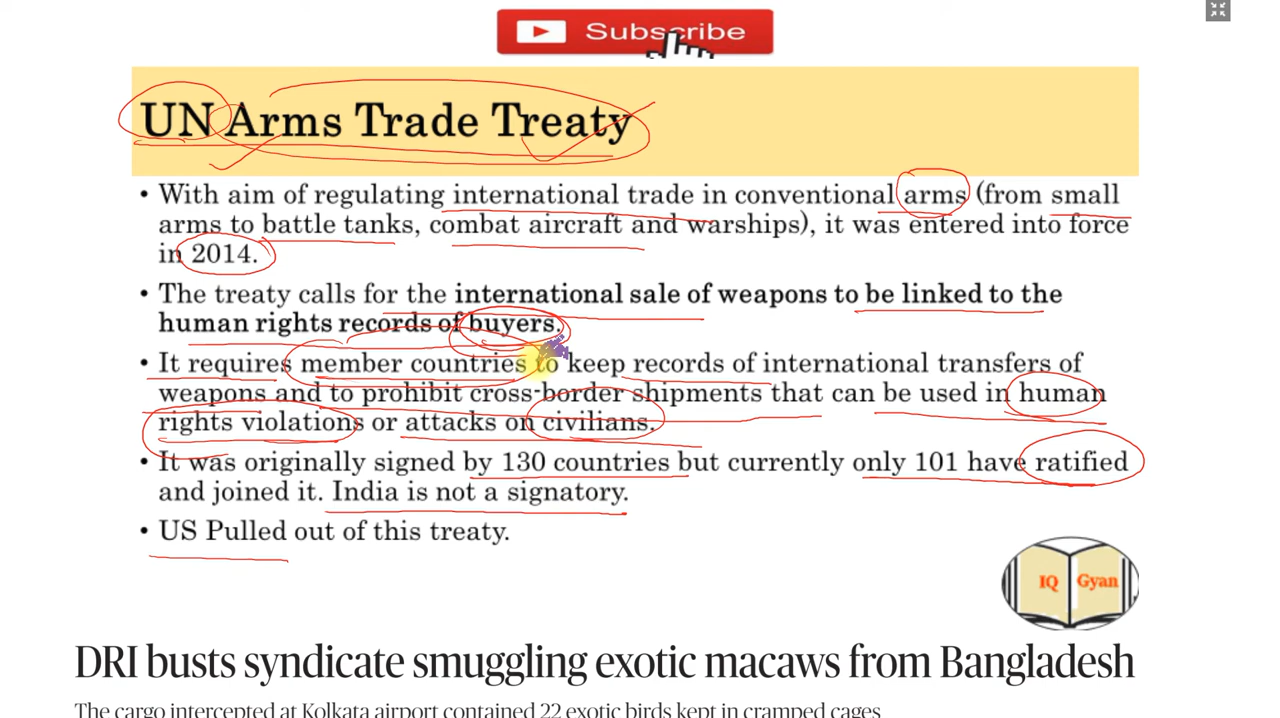 Subscribe
UN Arms Trade Treaty
• With aim of regulating international trade in conventional arms (from small
arms to battle tanks, combat aircraft and warships), it was entered into force
in 2014.
• The treaty calls for the international sale of weapons to be linked to the
human rights records of buyers.
• It requires member countries to keep records of international transfers of
weapons and to prohibit cross-border shipments that can be used in human
rights violations or attacks on civilians.
• It was originally signed by 130 countries but currently only 101 have ratified
and joined it. India is not a signatory.
• US Pulled out of this treaty.
IQ Gyan
DRI busts syndicate smuggling exotic macaws from Bangladesh
The cargo intercepted at Kolkata airport contained 22 exotic birds kept in cramped cages